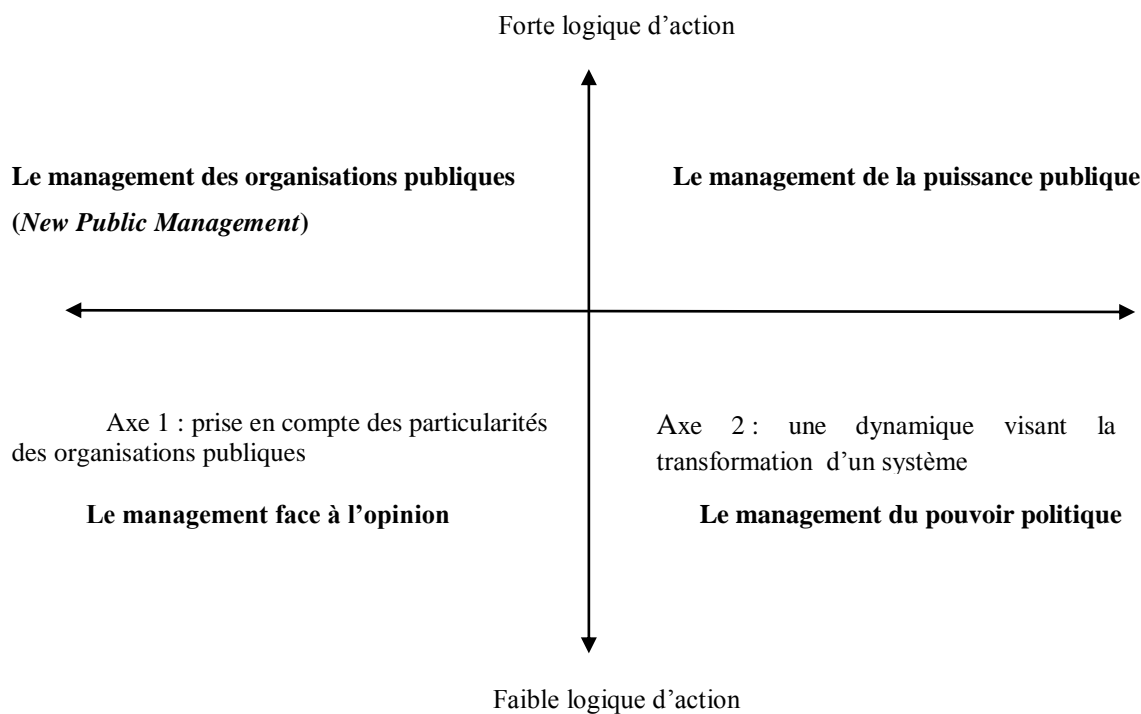 Forte logique d’action
Le management des organisations publiques
(New Public Management)
Le management de la puissance publique
Axe 1 : prise en compte des particularités
des organisations publiques
Axe 2 : une dynamique visant la
transformation d’un système
Le management face à l’opinion
Le management du pouvoir politique
Faible logique d’action